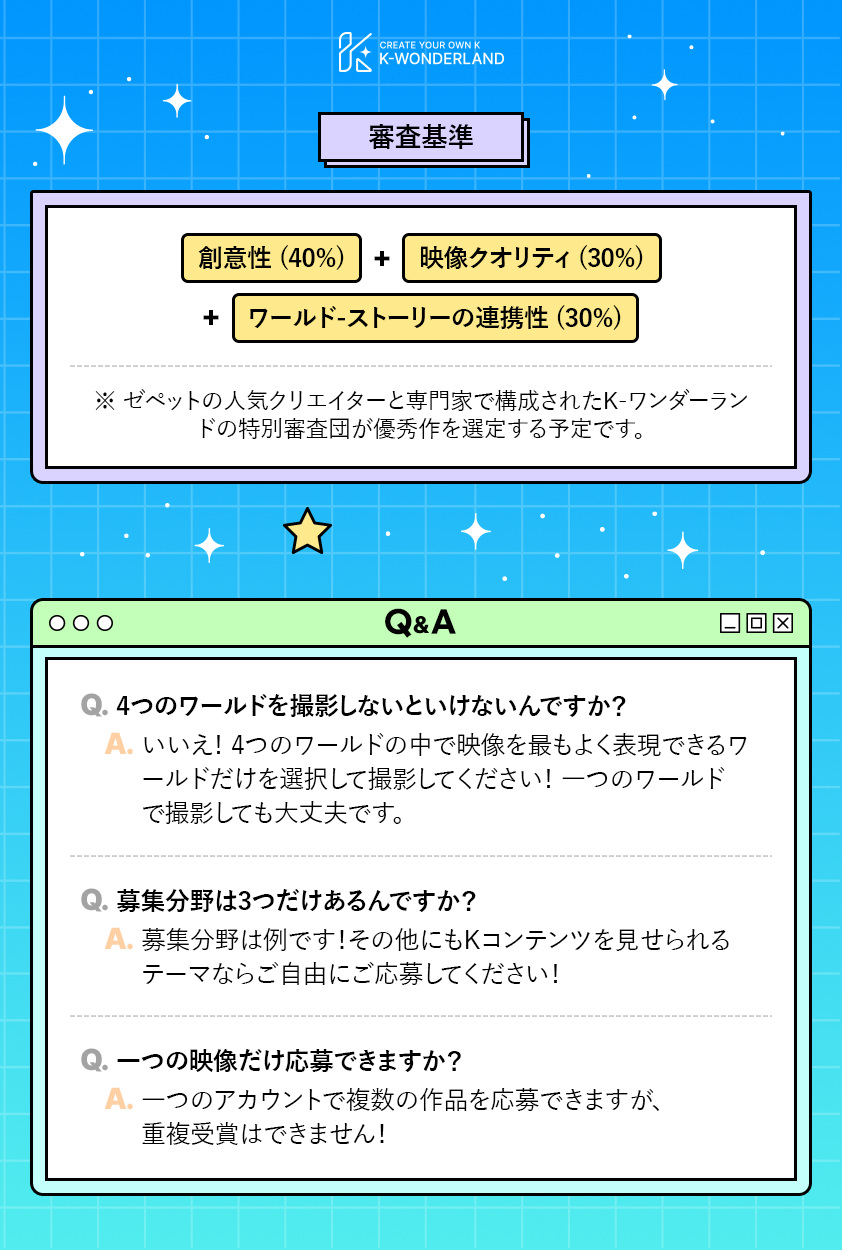 CREATE YOUR OWN K
K-WONDERLAND
審査基準
創意性 (40%) + 映像クオリティ (30%)
+ ワールド-ストーリーの連携性 (30%)
※ ゼペットの人気クリエイターと専門家で構成されたK-ワンダーラン
ドの特別審査団が優秀作を選定する予定です。
Q&A
Q. 4つのワールドを撮影しないといけないんですか?
A. いいえ! 4つのワールドの中で映像を最もよく表現できるワ
ールドだけを選択して撮影してください! 一つのワールド
で撮影しても大丈夫です。
Q. 募集分野は3つだけあるんですか?
A. 募集分野は例です!その他にもKコンテンツを見せられる
テーマならご自由にご応募してください!
Q. 一つの映像だけ応募できますか?
A. 一つのアカウントで複数の作品を応募できますが、
重複受賞はできません!